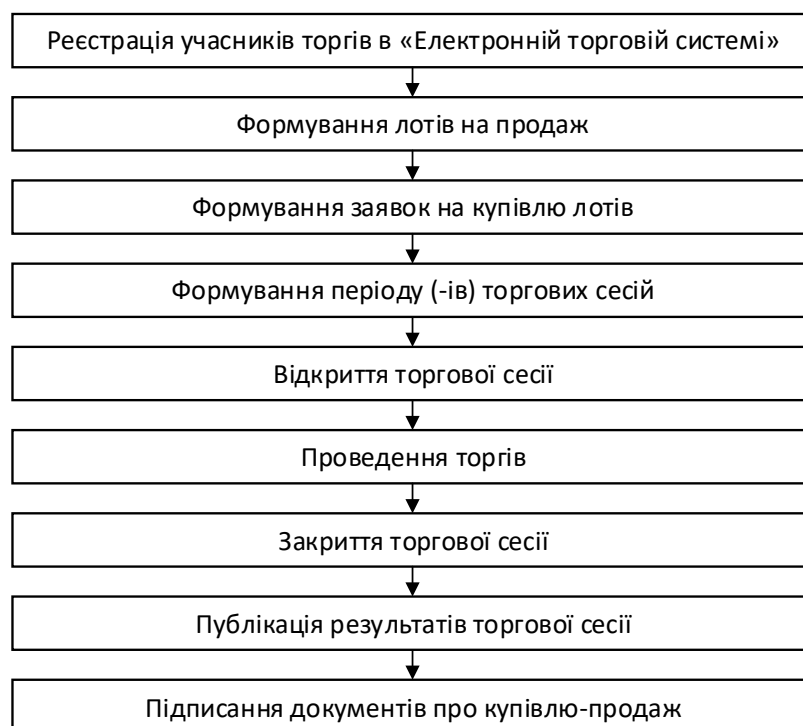 Реєстрація учасників торгів в «Електронній торговій системі»
Формування лотів на продаж
Формування заявок на купівлю лотів
Формування періоду (-ів) торгових сесій
Відкриття торгової сесії
Проведення торгів
Закриття торгової сесії
Публікація результатів торгової сесії
Підписання документів про купівлю-продаж